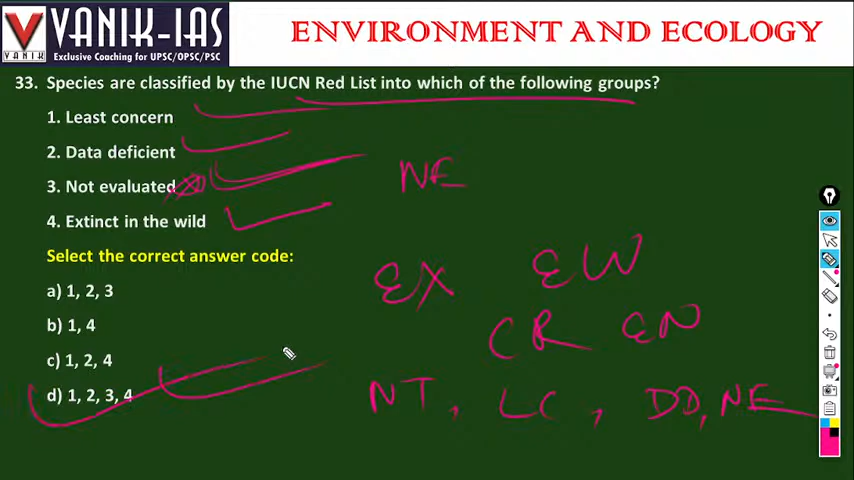 VANIK-IAS
VANIK
Exclusive Coaching for UPSC/OPSC/PSC
ENVIRONMENT AND ECOLOGY
33. Species are classified by the IUCN Red List into which of the following groups?
1. Least concern
2. Data deficient
3. Not evaluated
NE
4. Extinct in the wild
Select the correct answer code:
EX EW
a) 1, 2, 3
b) 1, 4
CR EN
c) 1, 2, 4
d) 1, 2, 3, 4
NT, LC, DD, NE